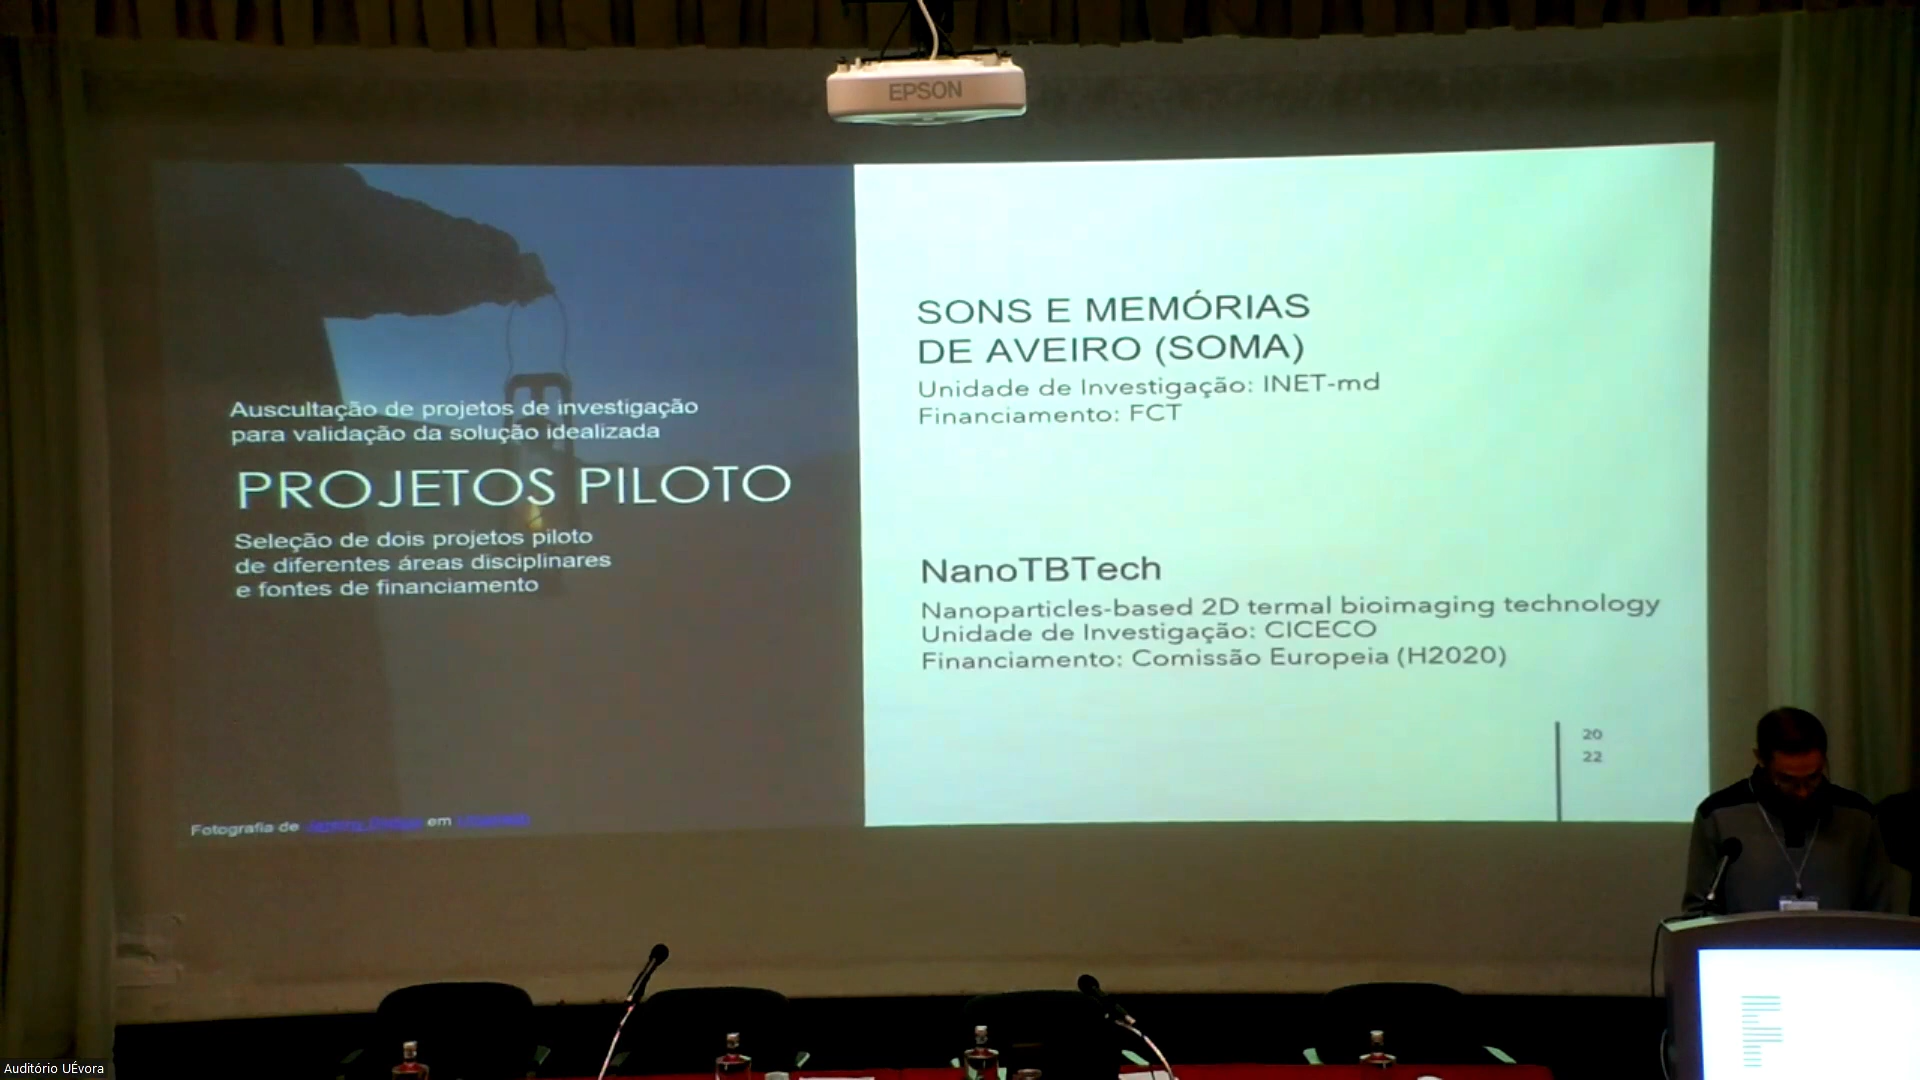 EPSON
Auscultação de projetos de investigação
para validação da solução idealizada
PROJETOS PILOTO
Seleção de dois projetos piloto
de diferentes áreas disciplinares
e fontes de financiamento
Fotografia de
em
SONS E MEMÓRIAS
DE AVEIRO (SOMA)
Unidade de Investigação: INET-md
Financiamento: FCT
NanoTBTech
Nanoparticles-based 2D termal bioimaging technology
Unidade de Investigação: CICECO
Financiamento: Comissão Europeia (H2020)
20
22
Auditório UÉvora